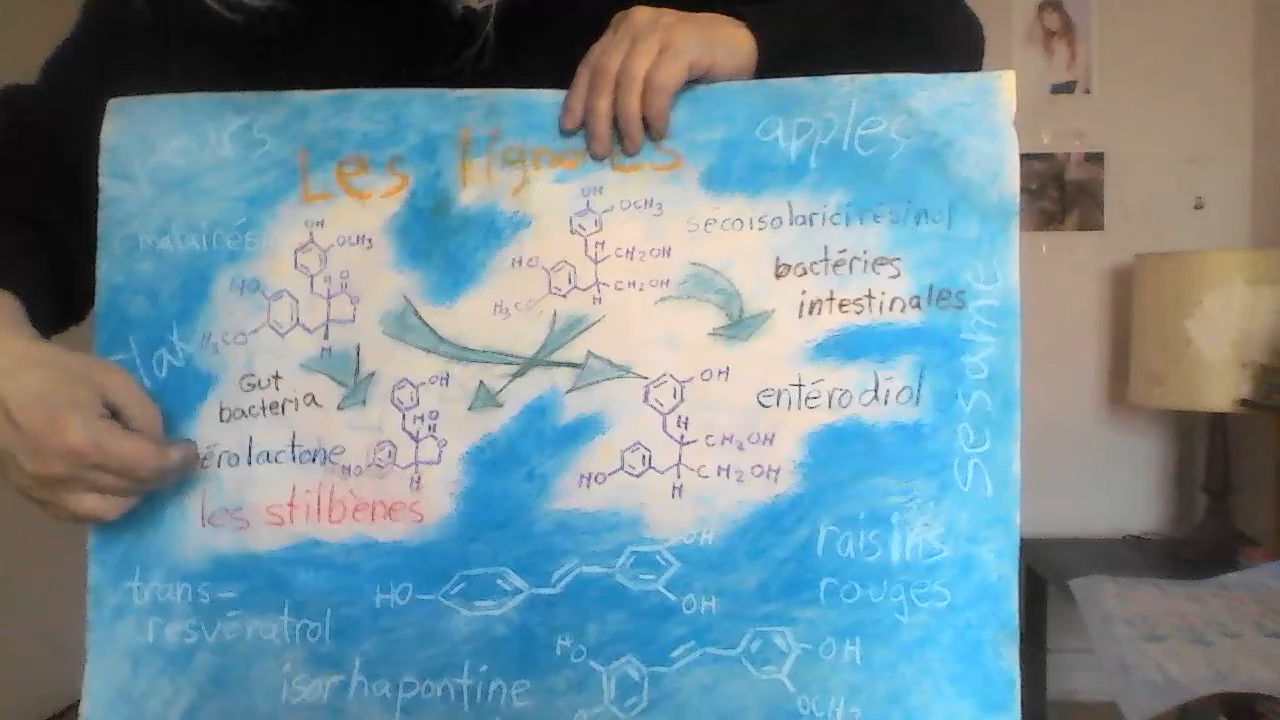 apples
Les
OH
OCH₃
sécoisolaricirésinol
OH
OCH₃
HO
CH₂OH
CH₂OH
H
H
H₃CO
bactéries
intestinales
HO
H₃CO
H
H
O
O
sesame
Gut
bacteria
OH
H
O
O
HO
H
OH
entérodiol
H
CH₂OH
CH₂OH
HO
H
érolactone
les stilbènes
raisins
rouges
trans-
resvératrol
HO
OH
OH
isorhapontine
HO
OH
OCH₃